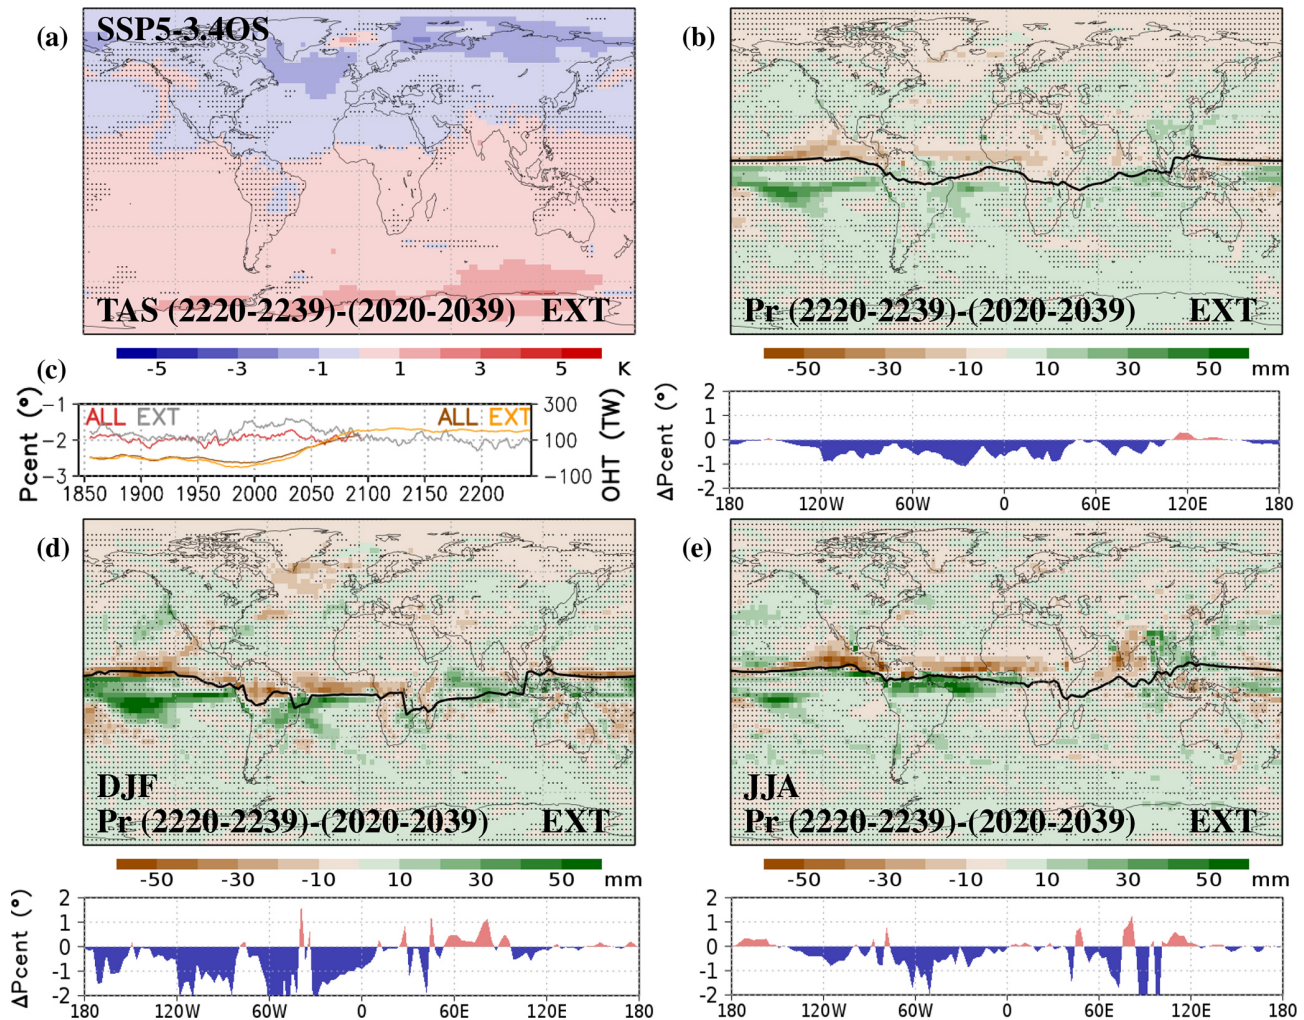 (a)
SSP5-3.4OS
TAS (2220-2239)-(2020-2039) EXT
-5 -3 -1 1 3 5 K
(b)
Pr (2220-2239)-(2020-2039) EXT
-50 -30 -10 10 30 50 mm
(c)
Pcent (°)
-1
-2
-3
ALL EXT ALL EXT
300
100
-100
OHT (TW)
1850 1900 1950 2000 2050 2100 2150 2200
ΔPcent (°)
2
1
0
-1
-2
180 120W 60W 0 60E 120E 180
(d)
DJF
Pr (2220-2239)-(2020-2039) EXT
-50 -30 -10 10 30 50 mm
ΔPcent (°)
2
1
0
-1
-2
180 120W 60W 0 60E 120E 180
(e)
JJA
Pr (2220-2239)-(2020-2039) EXT
-50 -30 -10 10 30 50 mm
ΔPcent (°)
2
1
0
-1
-2
180 120W 60W 0 60E 120E 180